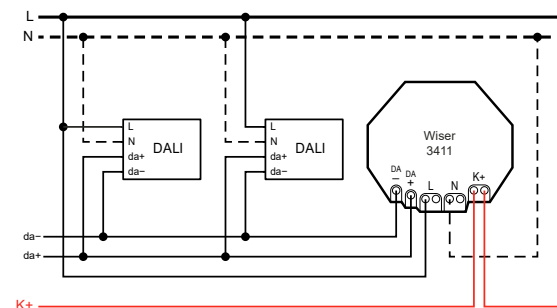 L
N
L
N
da+
da−
DALI
L
N
da+
da−
DALI
Wiser
3411
DA
−
DA
+
L
N
K+
da−
da+
K+